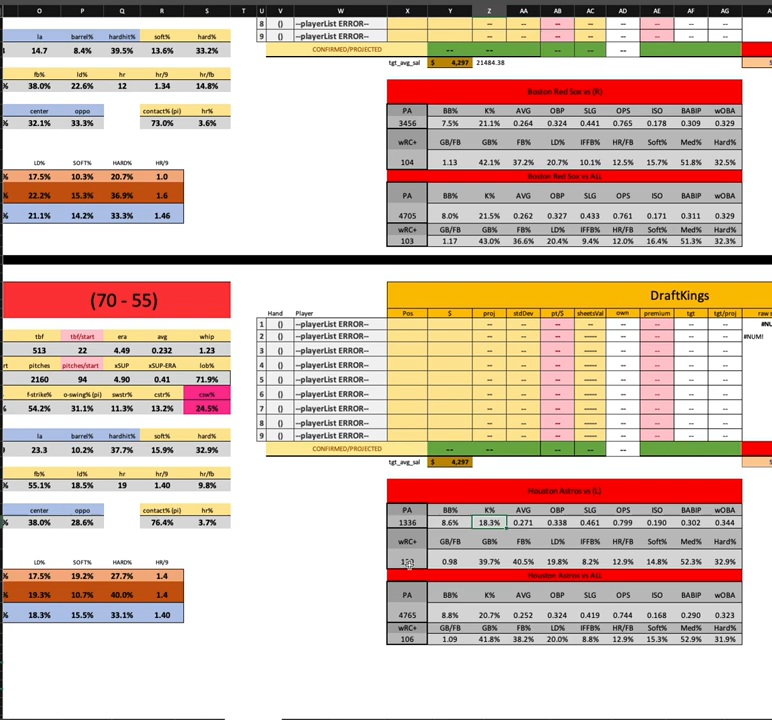 O P Q R S T U V W X Y Z AA AB AC AD AE AF AG
8 () --playerList ERROR-- -- -- -- ---- -- -- --
la barrel% hardhit% soft% hard% 9 () --playerList ERROR-- -- -- -- ---- -- -- --
14.7 8.4% 39.5% 13.6% 33.2% CONFIRMED/PROJECTED -- -- --
tgt_avg_sal $ 4,297 21484.38
fb% ld% hr hr/9 hr/fb
% 38.0% 22.6% 12 1.34 14.8%
Boston Red Sox vs (R)
center oppo contact% (pi) hr%
PA BB% K% AVG OBP SLG OPS ISO BABIP wOBA
% 32.1% 33.3% 73.0% 3.6%
3456 7.5% 21.1% 0.264 0.324 0.441 0.765 0.178 0.309 0.329
wRC+ GB/FB GB% FB% LD% IFFB% HR/FB Soft% Med% Hard%
LD% SOFT% HARD% HR/9
104 1.13 42.1% 37.2% 20.7% 10.1% 12.5% 15.7% 51.8% 32.5%
% 17.5% 10.3% 20.7% 1.0
Boston Red Sox vs ALL
% 22.2% 15.3% 36.9% 1.6
PA BB% K% AVG OBP SLG OPS ISO BABIP wOBA
% 21.1% 14.2% 33.3% 1.46
4705 8.0% 21.5% 0.262 0.327 0.433 0.761 0.171 0.311 0.329
wRC+ GB/FB GB% FB% LD% IFFB% HR/FB Soft% Med% Hard%
103 1.17 43.0% 36.6% 20.4% 9.4% 12.0% 16.4% 51.3% 32.3%
(70 - 55) DraftKings
Hand Player Pos $ proj stdDev pt/$ sheetsVal own premium tgt tgt/proj raw
1 () --playerList ERROR-- -- -- -- -- ---- -- -- -- -- #NU
tbf tbf/start era avg whip
2 () --playerList ERROR-- -- -- -- ---- -- -- -- #NUM!
513 22 4.49 0.232 1.23
3 () --playerList ERROR-- -- -- -- ---- -- -- --
pitches pitches/start xSUP xSUP-ERA lob%
4 () --playerList ERROR-- -- -- -- ---- -- -- --
2160 94 4.90 0.41 71.9%
5 () --playerList ERROR-- -- -- -- ---- -- -- --
f-strike% o-swing% (pi) swstr% cstr% csw%
6 () --playerList ERROR-- -- -- -- ---- -- -- --
54.2% 31.1% 11.3% 13.2% 24.5%
7 () --playerList ERROR-- -- -- -- ---- -- -- --
8 () --playerList ERROR-- -- -- -- ---- -- -- --
la barrel% hardhit% soft% hard%
9 () --playerList ERROR-- -- -- -- ---- -- -- --
23.3 10.2% 37.7% 15.9% 32.9%
CONFIRMED/PROJECTED -- -- --
tgt_avg_sal $ 4,297
fb% ld% hr hr/9 hr/fb
% 55.1% 18.5% 19 1.40 9.8%
Houston Astros vs (L)
center oppo contact% (pi) hr%
PA BB% K% AVG OBP SLG OPS ISO BABIP wOBA
% 38.0% 28.6% 76.4% 3.7%
1336 8.6% 18.3% 0.271 0.338 0.461 0.799 0.190 0.302 0.344
wRC+ GB/FB GB% FB% LD% IFFB% HR/FB Soft% Med% Hard%
LD% SOFT% HARD% HR/9
0.98 39.7% 40.5% 19.8% 8.2% 12.9% 14.8% 52.3% 32.9%
% 17.5% 19.2% 27.7% 1.4
Houston Astros vs ALL
% 19.3% 10.7% 40.0% 1.4
PA BB% K% AVG OBP SLG OPS ISO BABIP wOBA
% 18.3% 15.5% 33.1% 1.40
4765 8.8% 20.7% 0.252 0.324 0.419 0.744 0.168 0.290 0.323
wRC+ GB/FB GB% FB% LD% IFFB% HR/FB Soft% Med% Hard%
106 1.09 41.8% 38.2% 20.0% 8.8% 12.9% 15.3% 52.9% 31.9%